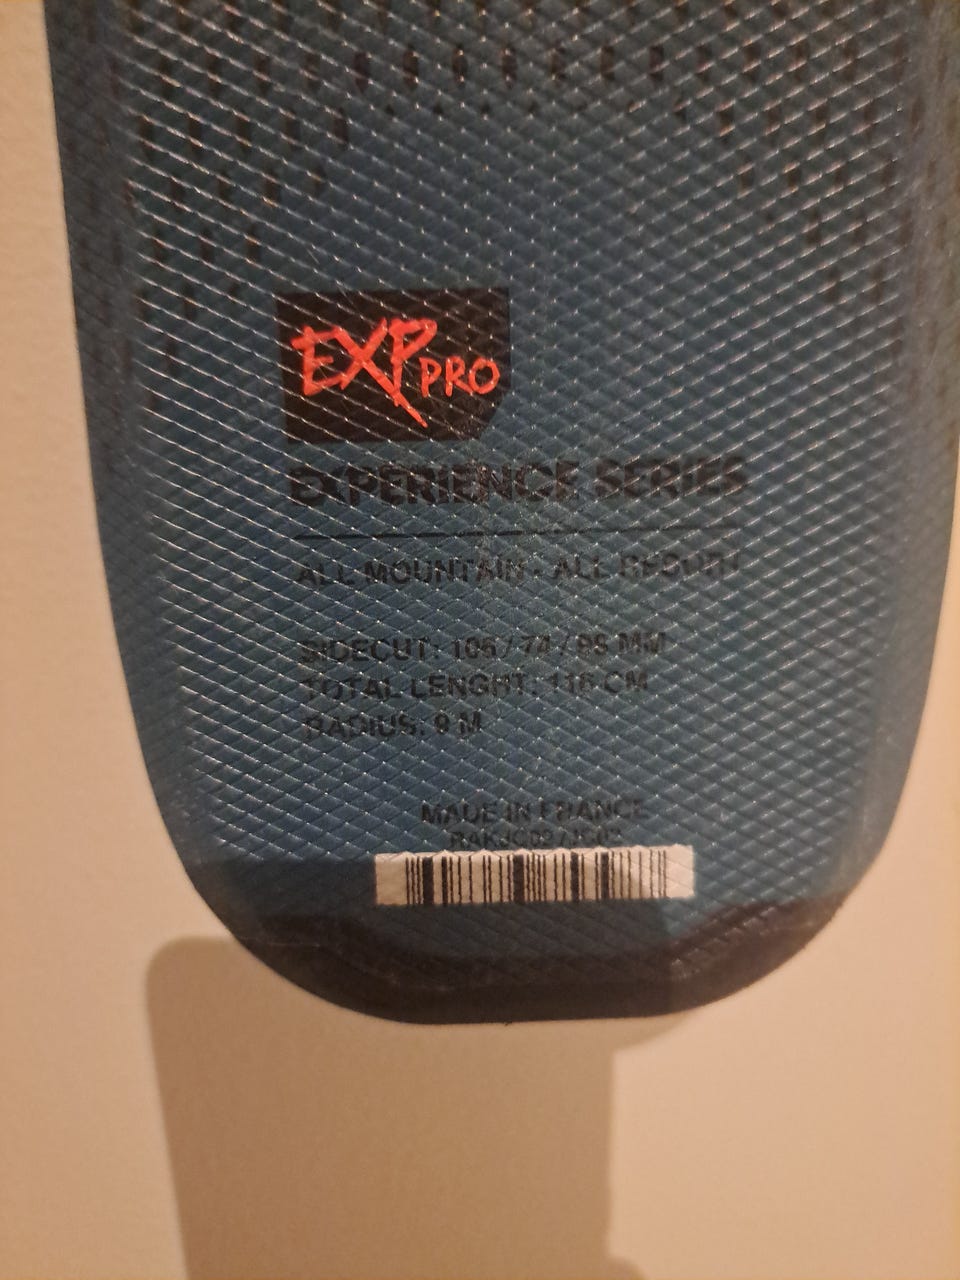 EXP PRO
EXPERIENCE SERIES
ALL MOUNTAIN - ALL RESORT
SIDECUT: 106 / 74 / 98 MM
TOTAL LENGHT: 116 CM
RADIUS: 9 M
MADE IN FRANCE